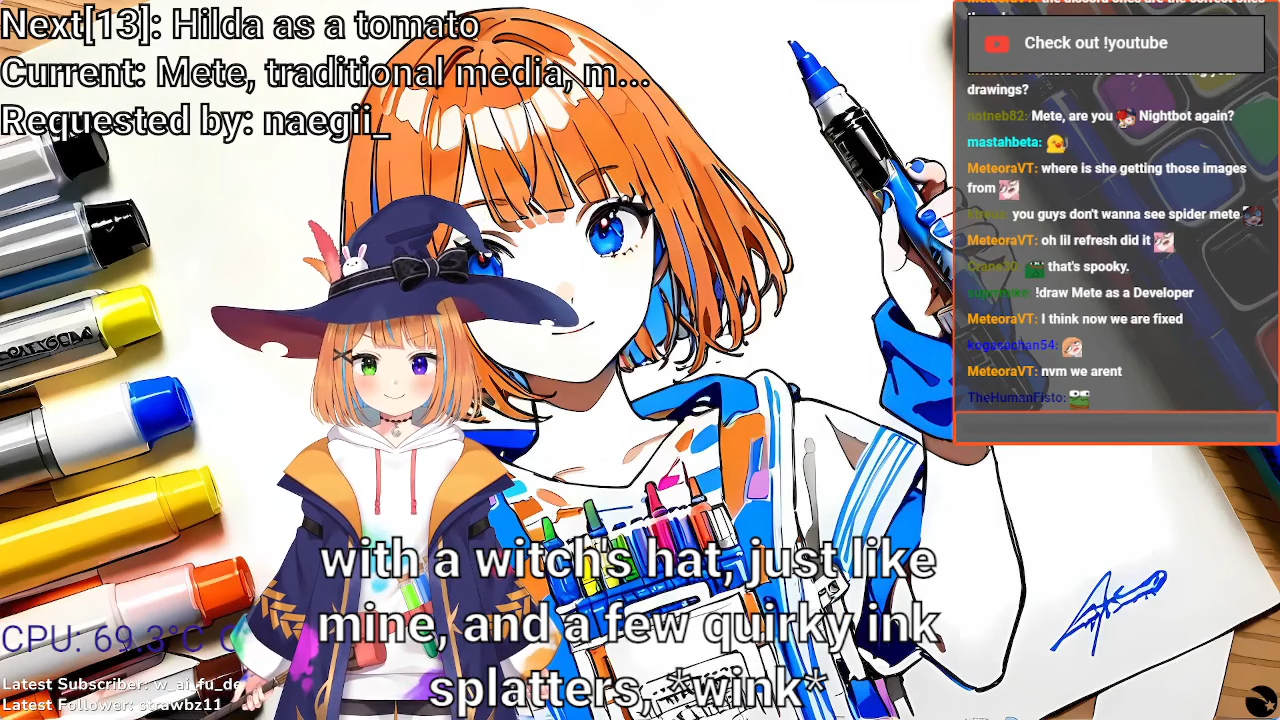 Next[13]: Hilda as a tomato
Current: Mete, traditional media, m...
Requested by: naegii_
Check out !youtube
drawings?
notneb82: Mete, are you Nightbot again?
mastahbeta:
MeteoraVT: where is she getting those images
from
you guys don't wanna see spider mete
MeteoraVT: oh lil refresh did it
that's spooky.
!draw Mete as a Developer
MeteoraVT: I think now we are fixed
kogasachan54:
MeteoraVT: nvm we arent
TheHumanFisto:
with a witch's hat, just like
mine, and a few quirky ink
splatters, *wink*
CPU: 69.3°C
Latest Subscriber: w_ai_fu_de
Latest Follower: strawbz11